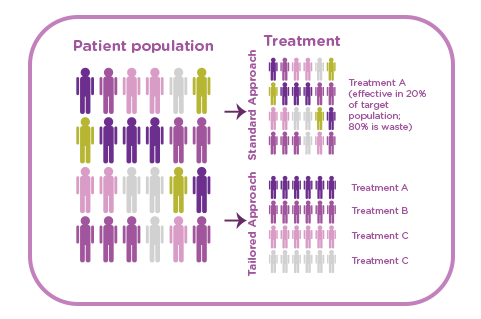 Patient population
Treatment
Standard Approach
Treatment A
(effective in 20%
of target
population;
80% is waste)
Tailored Approach
Treatment A
Treatment B
Treatment C
Treatment C